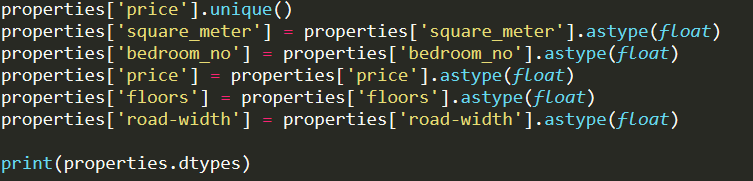 properties['price'].unique()
properties['square_meter'] = properties['square_meter'].astype(float)
properties['bedroom_no'] = properties['bedroom_no'].astype(float)
properties['price'] = properties['price'].astype(float)
properties['floors'] = properties['floors'].astype(float)
properties['road-width'] = properties['road-width'].astype(float)
print(properties.dtypes)